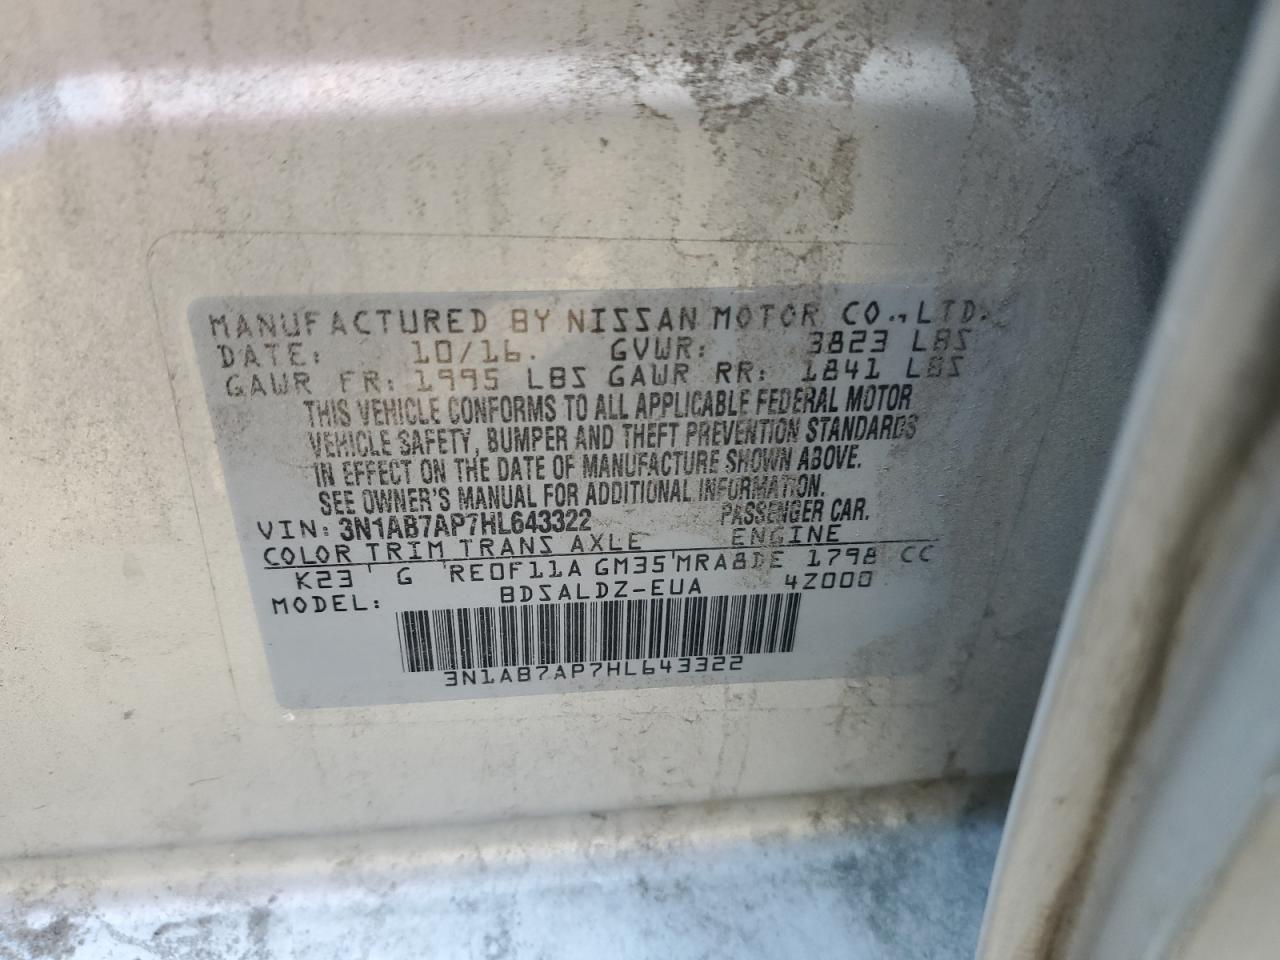 MANUFACTURED BY NISSAN MOTOR CO., LTD.
DATE: 10/16. GVWR: 3823 LBS
GAWR FR: 1995 LBS GAWR RR: 1841 LBS
THIS VEHICLE CONFORMS TO ALL APPLICABLE FEDERAL MOTOR
VEHICLE SAFETY, BUMPER AND THEFT PREVENTION STANDARDS
IN EFFECT ON THE DATE OF MANUFACTURE SHOWN ABOVE.
SEE OWNER'S MANUAL FOR ADDITIONAL INFORMATION.
VIN: 3N1AB7AP7HL643322 PASSENGER CAR.
COLOR TRIM TRANS AXLE ENGINE
K23 G RE0F11A GM35 MRA8DE 1798 CC
MODEL: BDSALDZ-EUA 4Z000
3N1AB7AP7HL643322